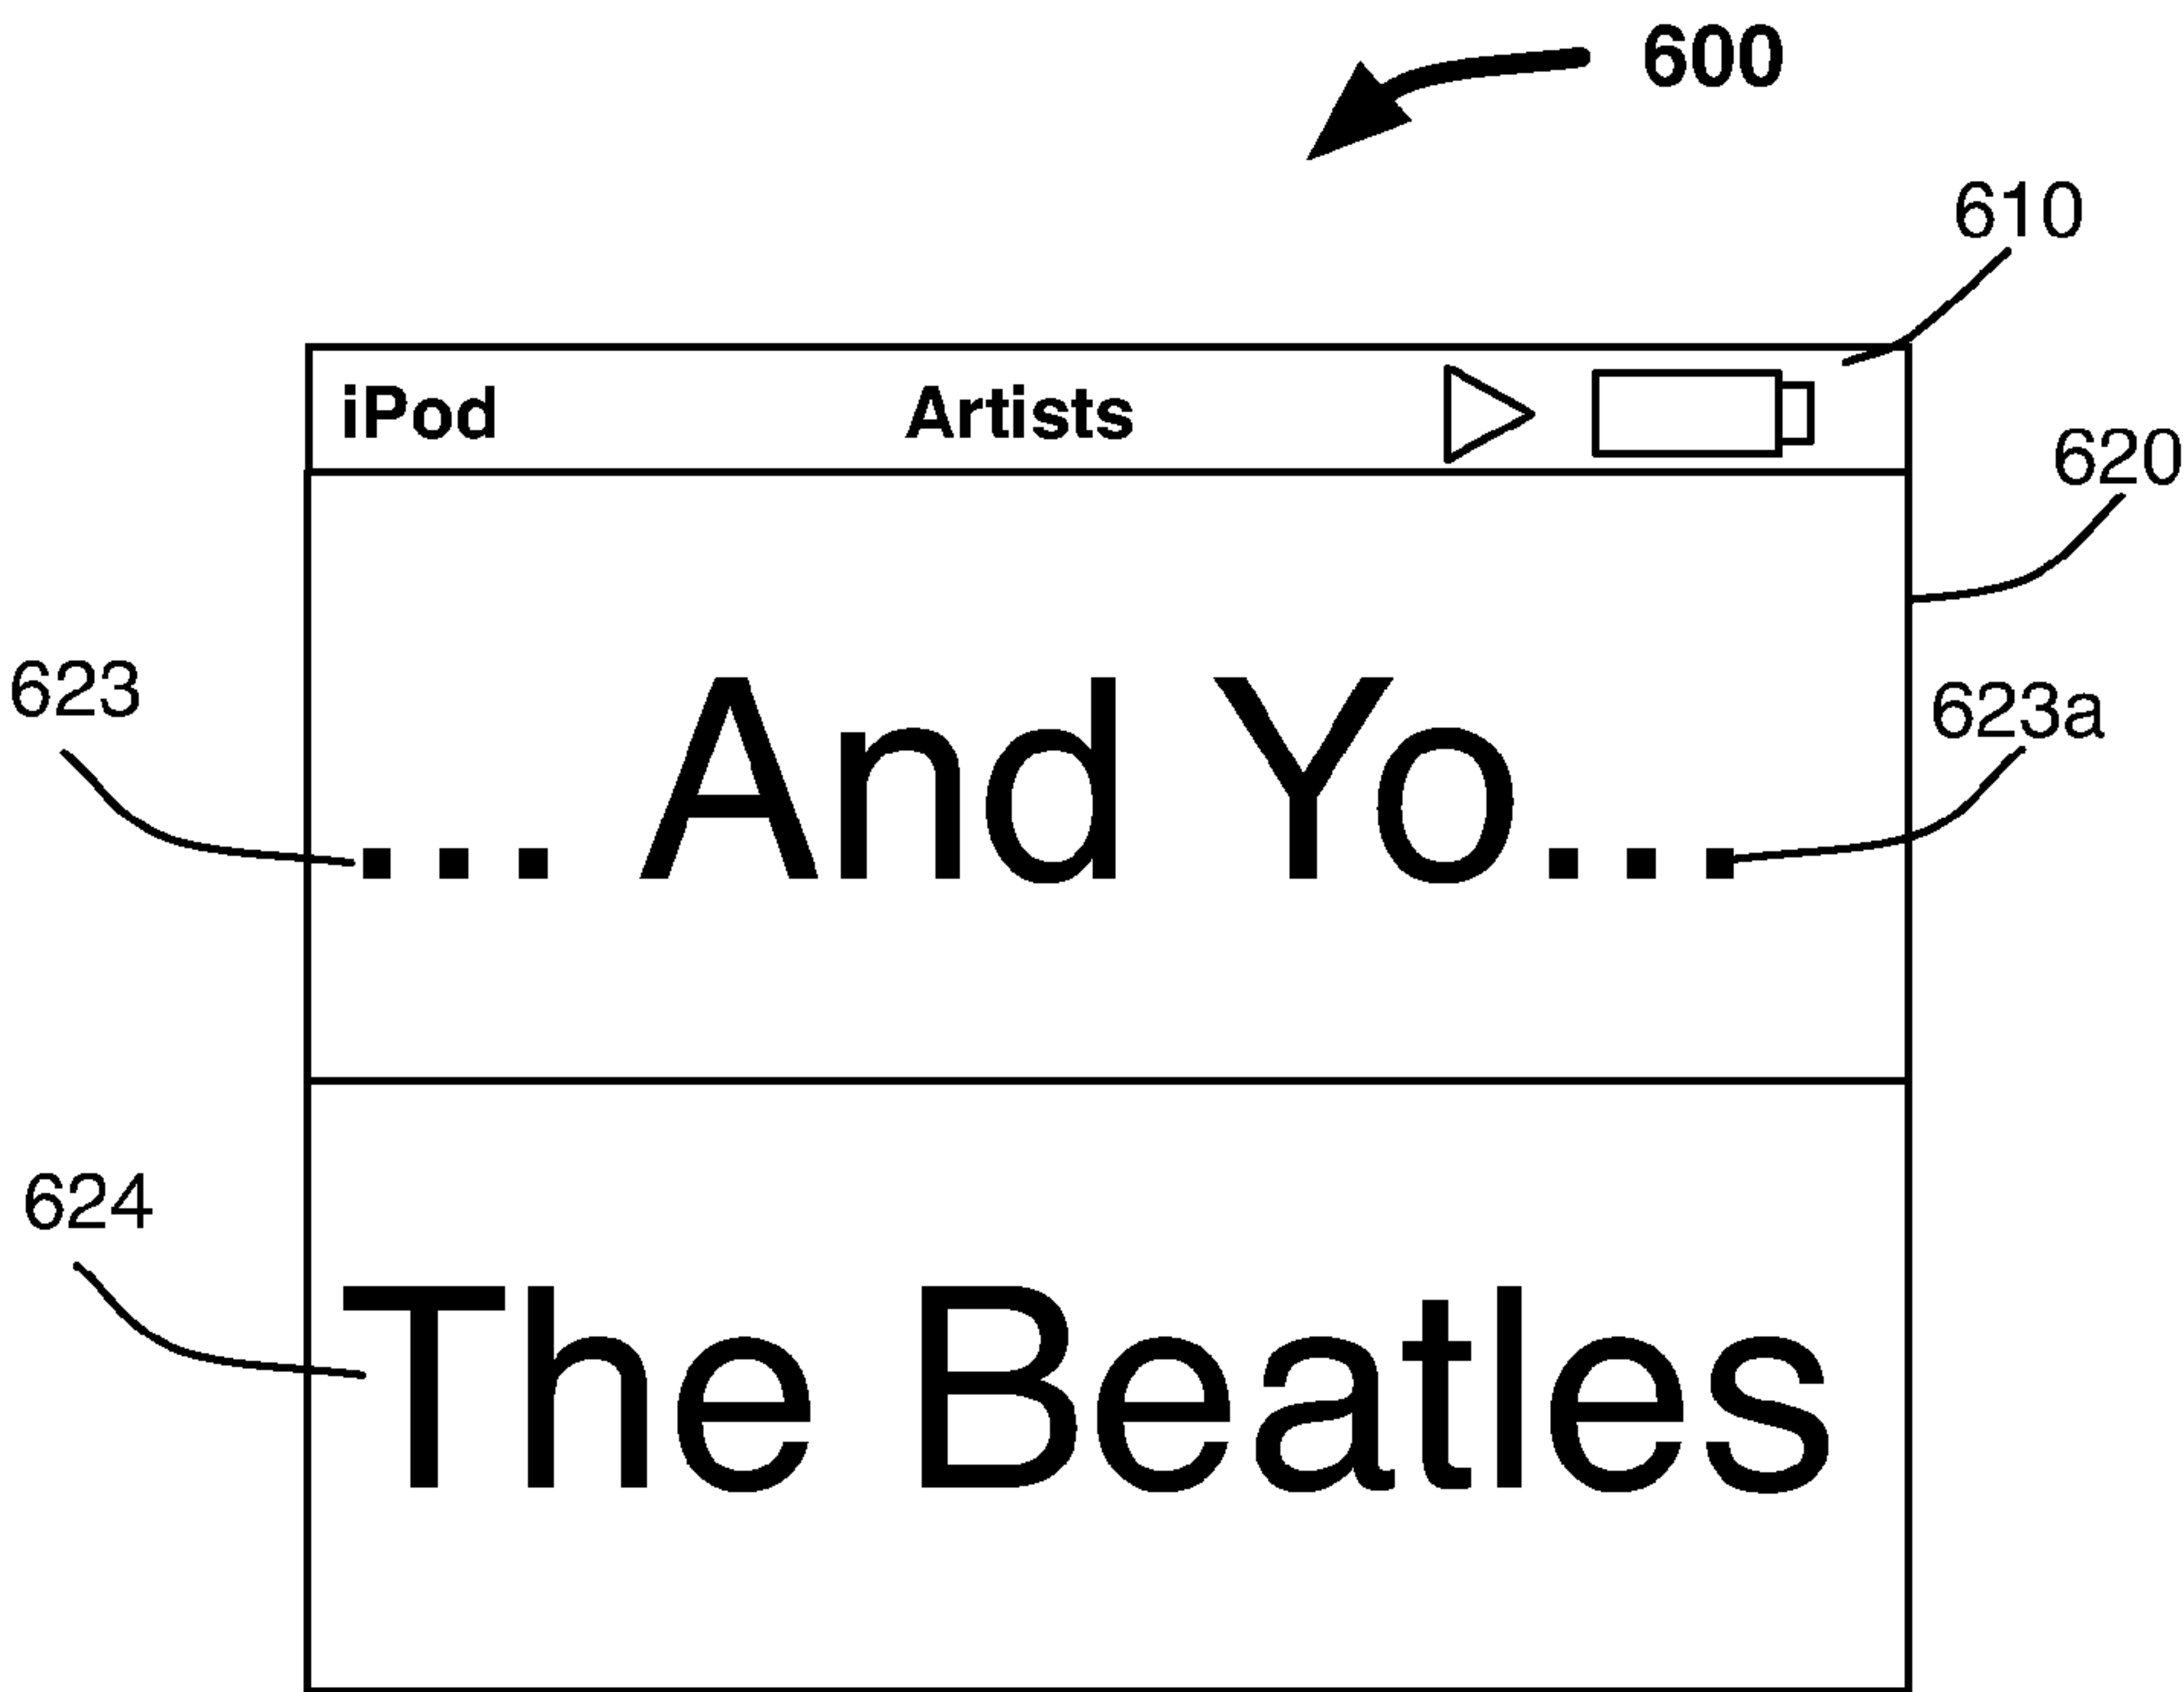 600
610
iPod Artists
620
623 ... And Yo... 623a
624
The Beatles